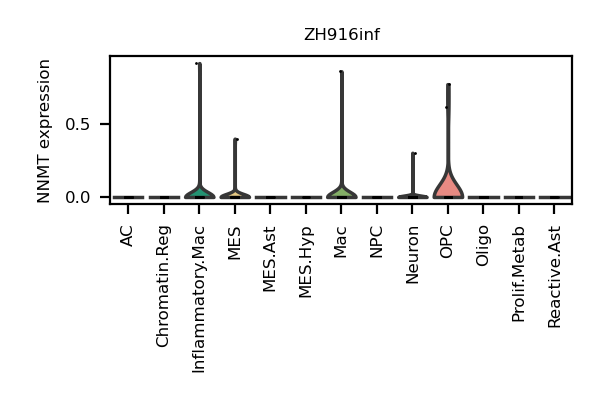 ZH916inf
NNMT expression
0.5
0.0
AC
Chromatin.Reg
Inflammatory.Mac
MES
MES.Ast
MES.Hyp
Mac
NPC
Neuron
OPC
Oligo
Prolif.Metab
Reactive.Ast